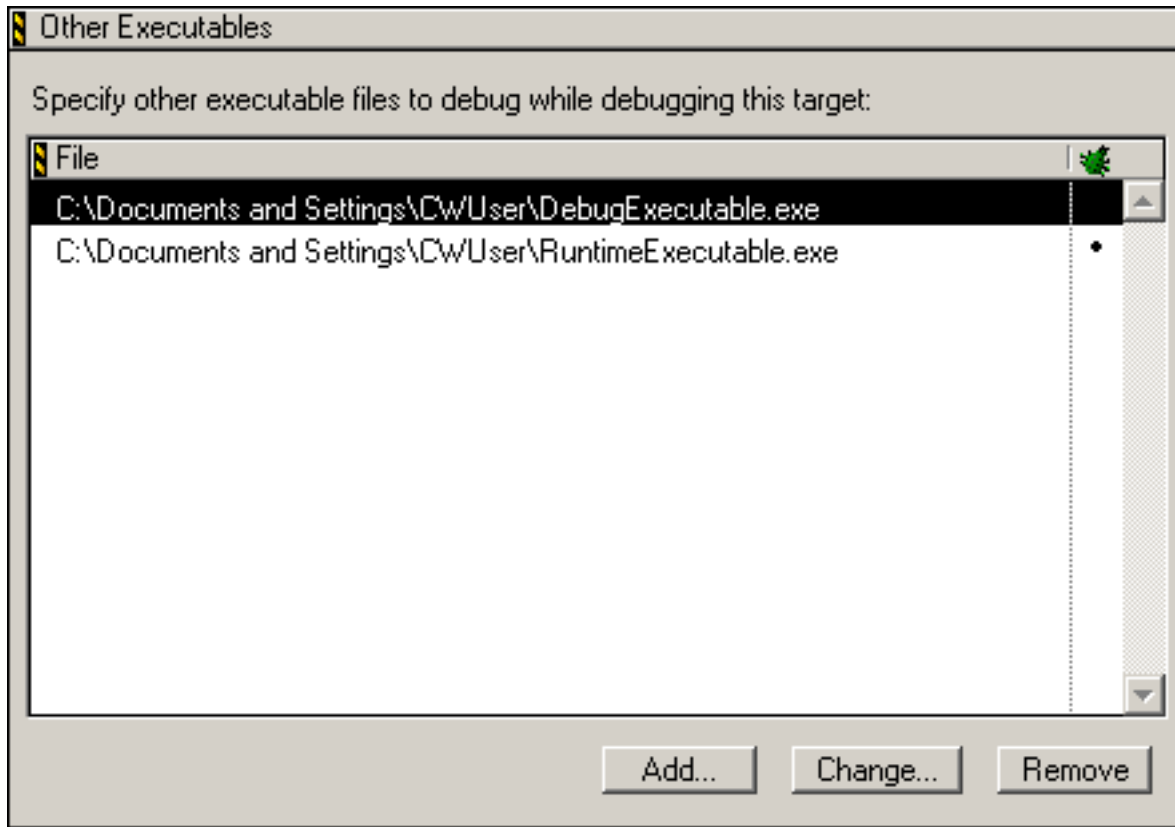 Other Executables
Specify other executable files to debug while debugging this target:
File
C:\Documents and Settings\CWUser\DebugExecutable.exe
C:\Documents and Settings\CWUser\RuntimeExecutable.exe
Add... Change... Remove